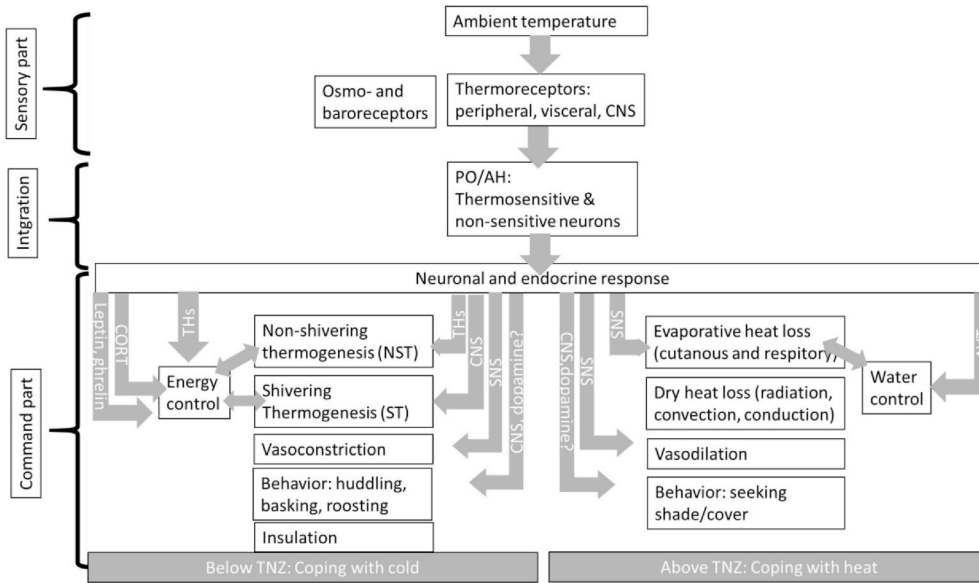 Sensory part
Intgration
Command part
Ambient temperature
Osmo- and
baroreceptors
Thermoreceptors:
peripheral, visceral, CNS
PO/AH:
Thermosensitive &
non-sensitive neurons
Neuronal and endocrine response
Leptin, ghrelin
CORT
THs
THs
CNS
SNS
CNS, dopamine?
CNS, dopamine?
SNS
SNS
Energy
control
Non-shivering
thermogenesis (NST)
Shivering
Thermogenesis (ST)
Vasoconstriction
Behavior: huddling,
basking, roosting
Insulation
Evaporative heat loss
(cutanous and respitory)
Dry heat loss (radiation,
convection, conduction)
Vasodilation
Behavior: seeking
shade/cover
Water
control
Below TNZ: Coping with cold
Above TNZ: Coping with heat